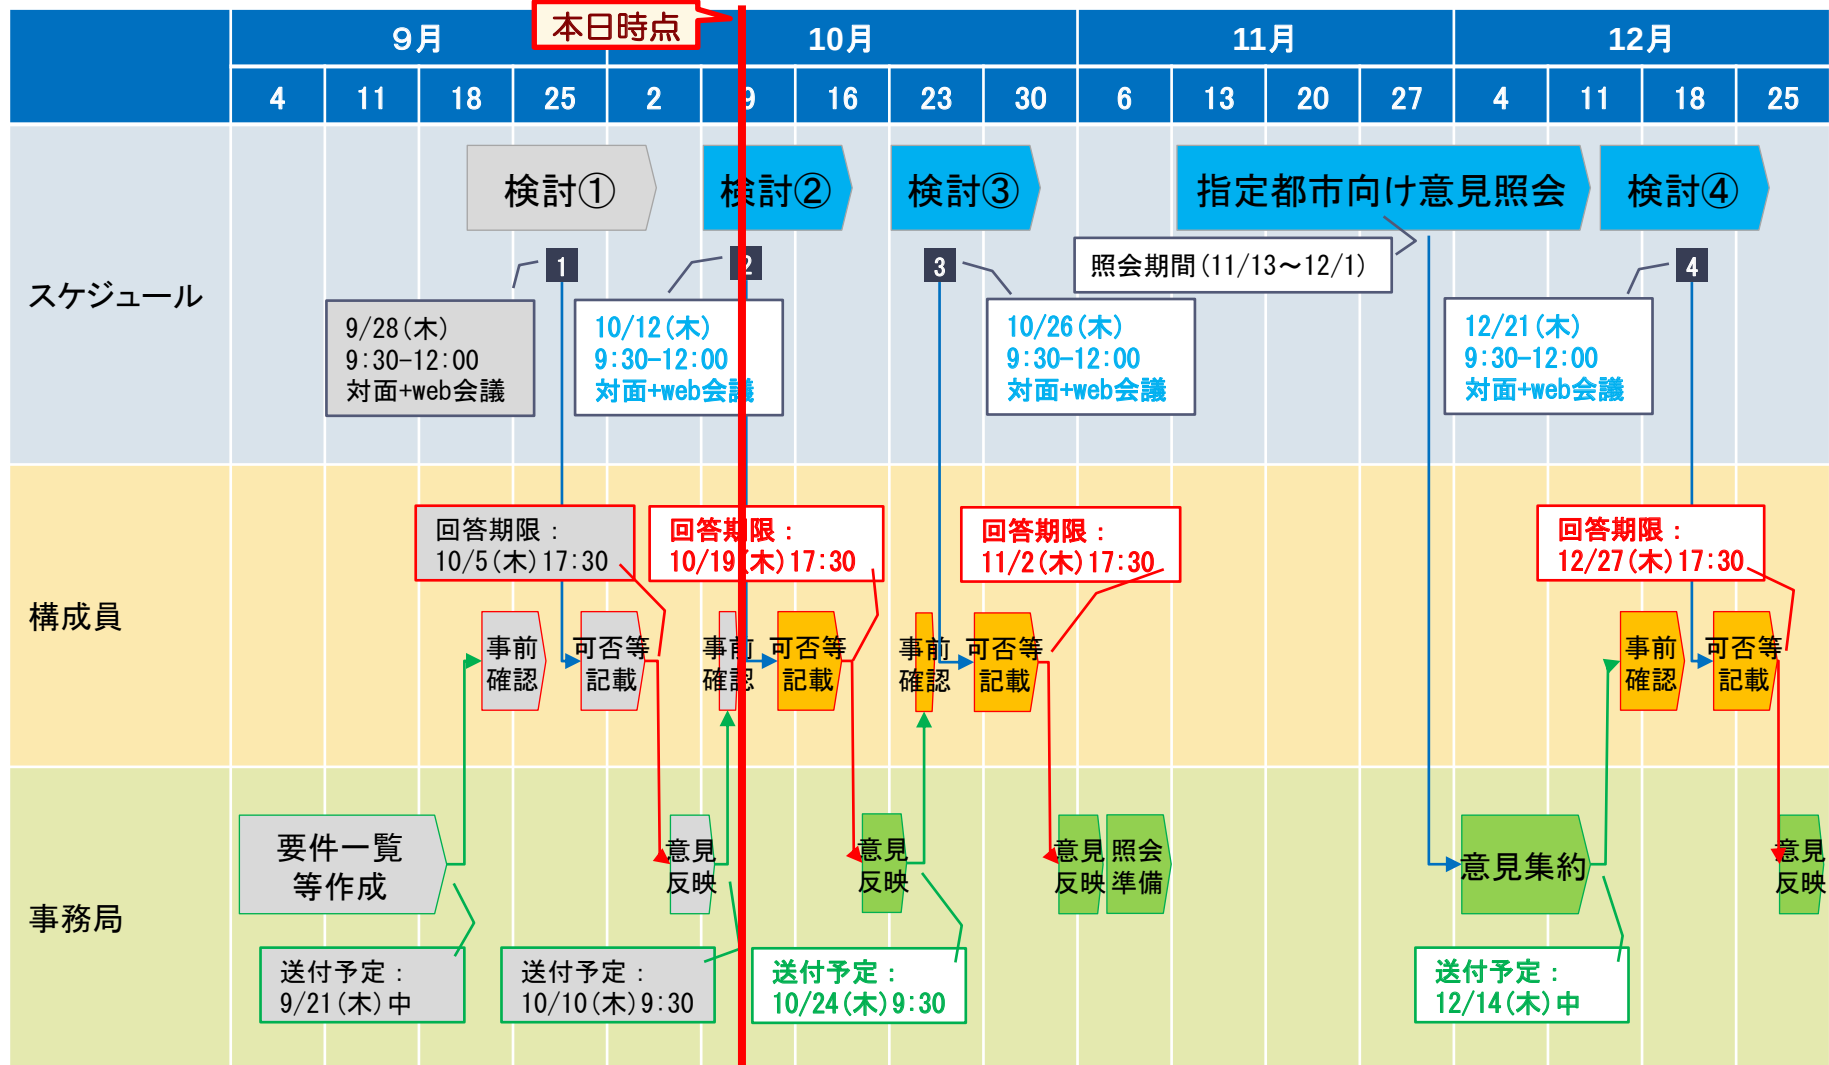 本日時点
9月
10月
11月
12月
4 11 18 25 2 9 16 23 30 6 13 20 27 4 11 18 25
スケジュール
検討①
検討②
検討③
指定都市向け意見照会
検討④
1
2
3
4
照会期間(11/13～12/1)
9/28(木)
9:30-12:00
対面+web会議
10/12(木)
9:30-12:00
対面+web会議
10/26(木)
9:30-12:00
対面+web会議
12/21(木)
9:30-12:00
対面+web会議
構成員
回答期限：
10/5(木)17:30
回答期限：
10/19(木)17:30
回答期限：
11/2(木)17:30
回答期限：
12/27(木)17:30
事前
確認
可否等
記載
事前
確認
可否等
記載
事前
確認
可否等
記載
事前
確認
可否等
記載
事務局
要件一覧
等作成
意見
反映
意見
反映
意見
反映
照会
準備
意見集約
意見
反映
送付予定：
9/21(木)中
送付予定：
10/10(木)9:30
送付予定：
10/24(木)9:30
送付予定：
12/14(木)中